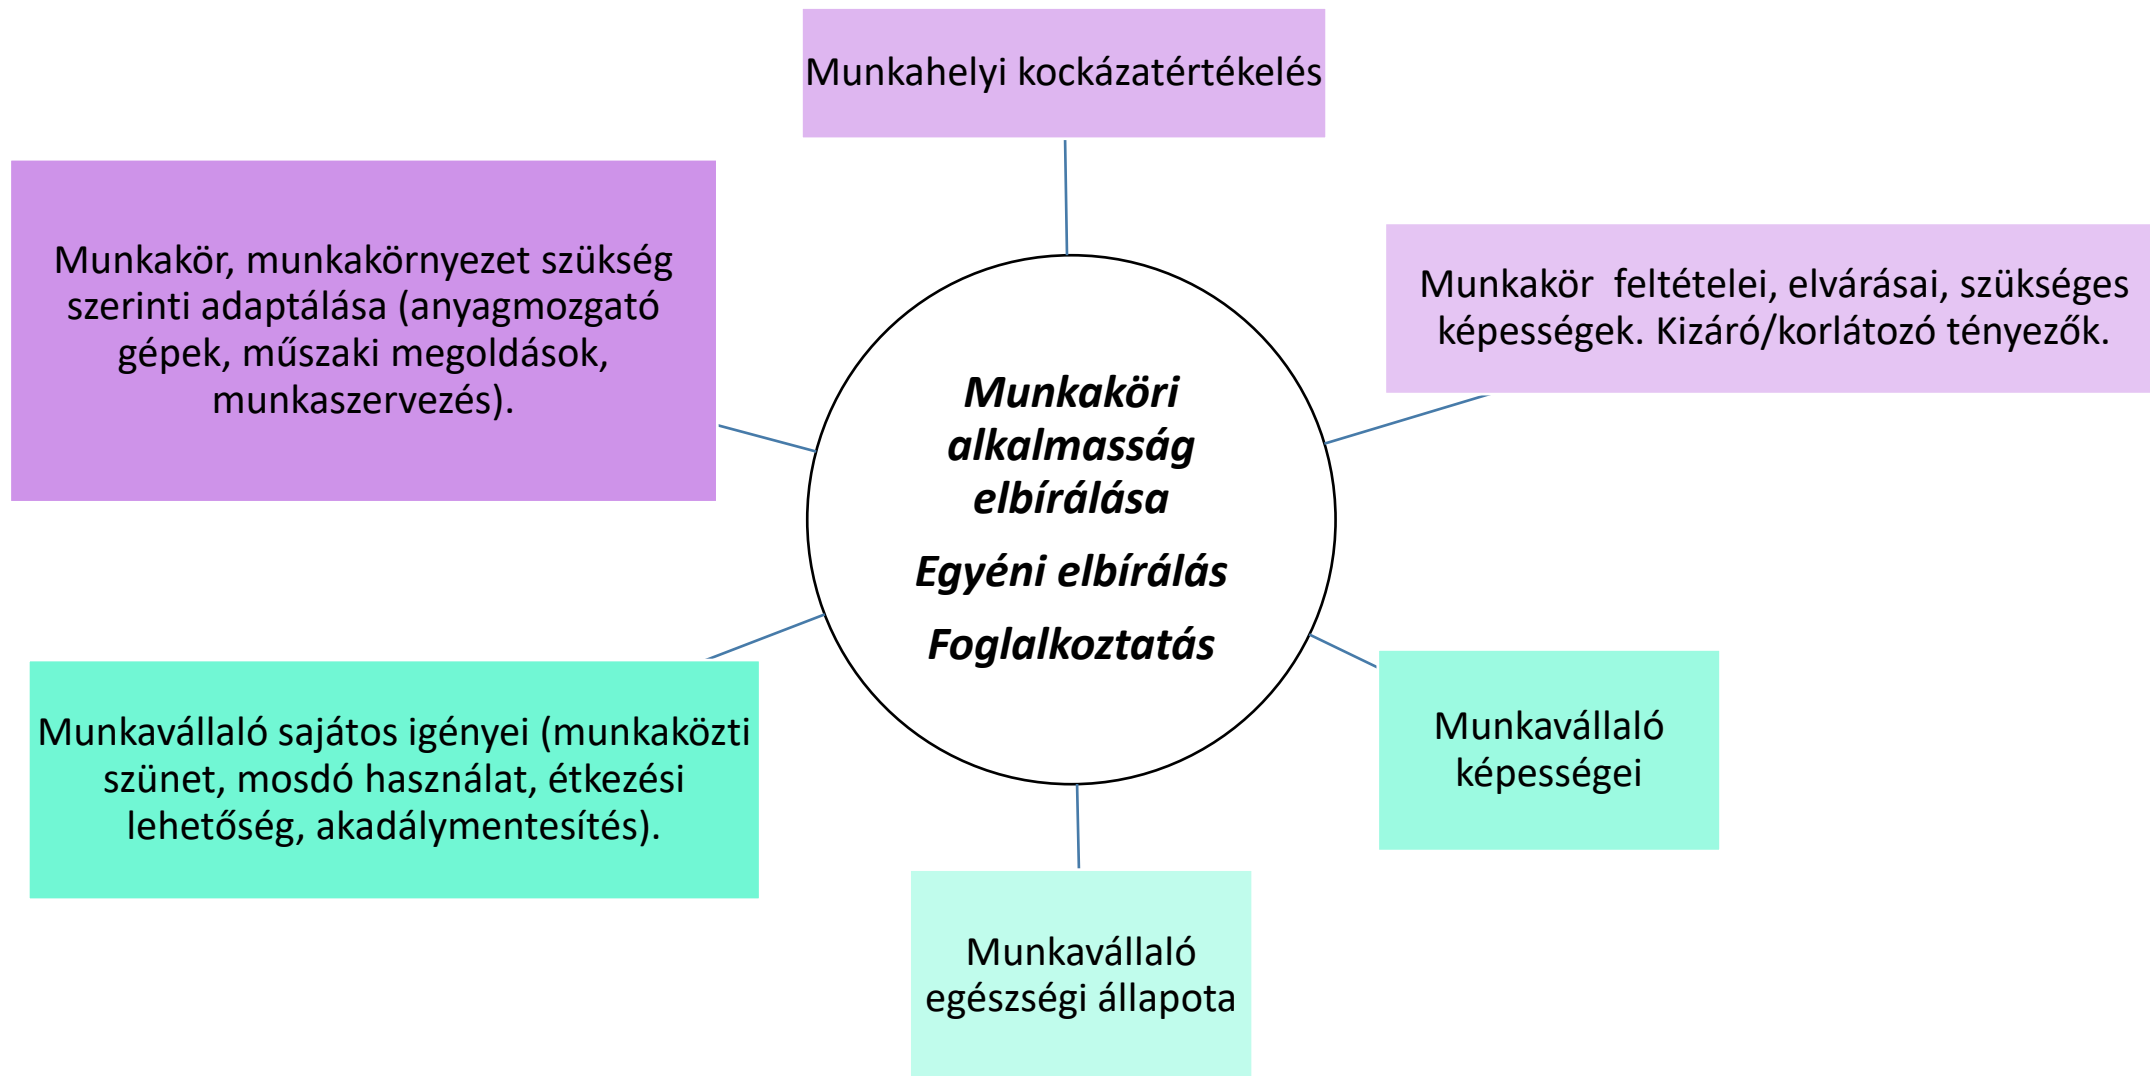 Munkahelyi kockázatértékelés
Munkakör, munkakörnyezet szükség
szerinti adaptálása (anyagmozgató
gépek, műszaki megoldások,
munkaszervezés).
Munkakör feltételei, elvárásai, szükséges
képességek. Kizáró/korlátozó tényezők.
Munkaköri
alkalmasság
elbírálása
Egyéni elbírálás
Foglalkoztatás
Munkavállaló sajátos igényei (munkaközti
szünet, mosdó használat, étkezési
lehetőség, akadálymentesítés).
Munkavállaló
képességei
Munkavállaló
egészségi állapota